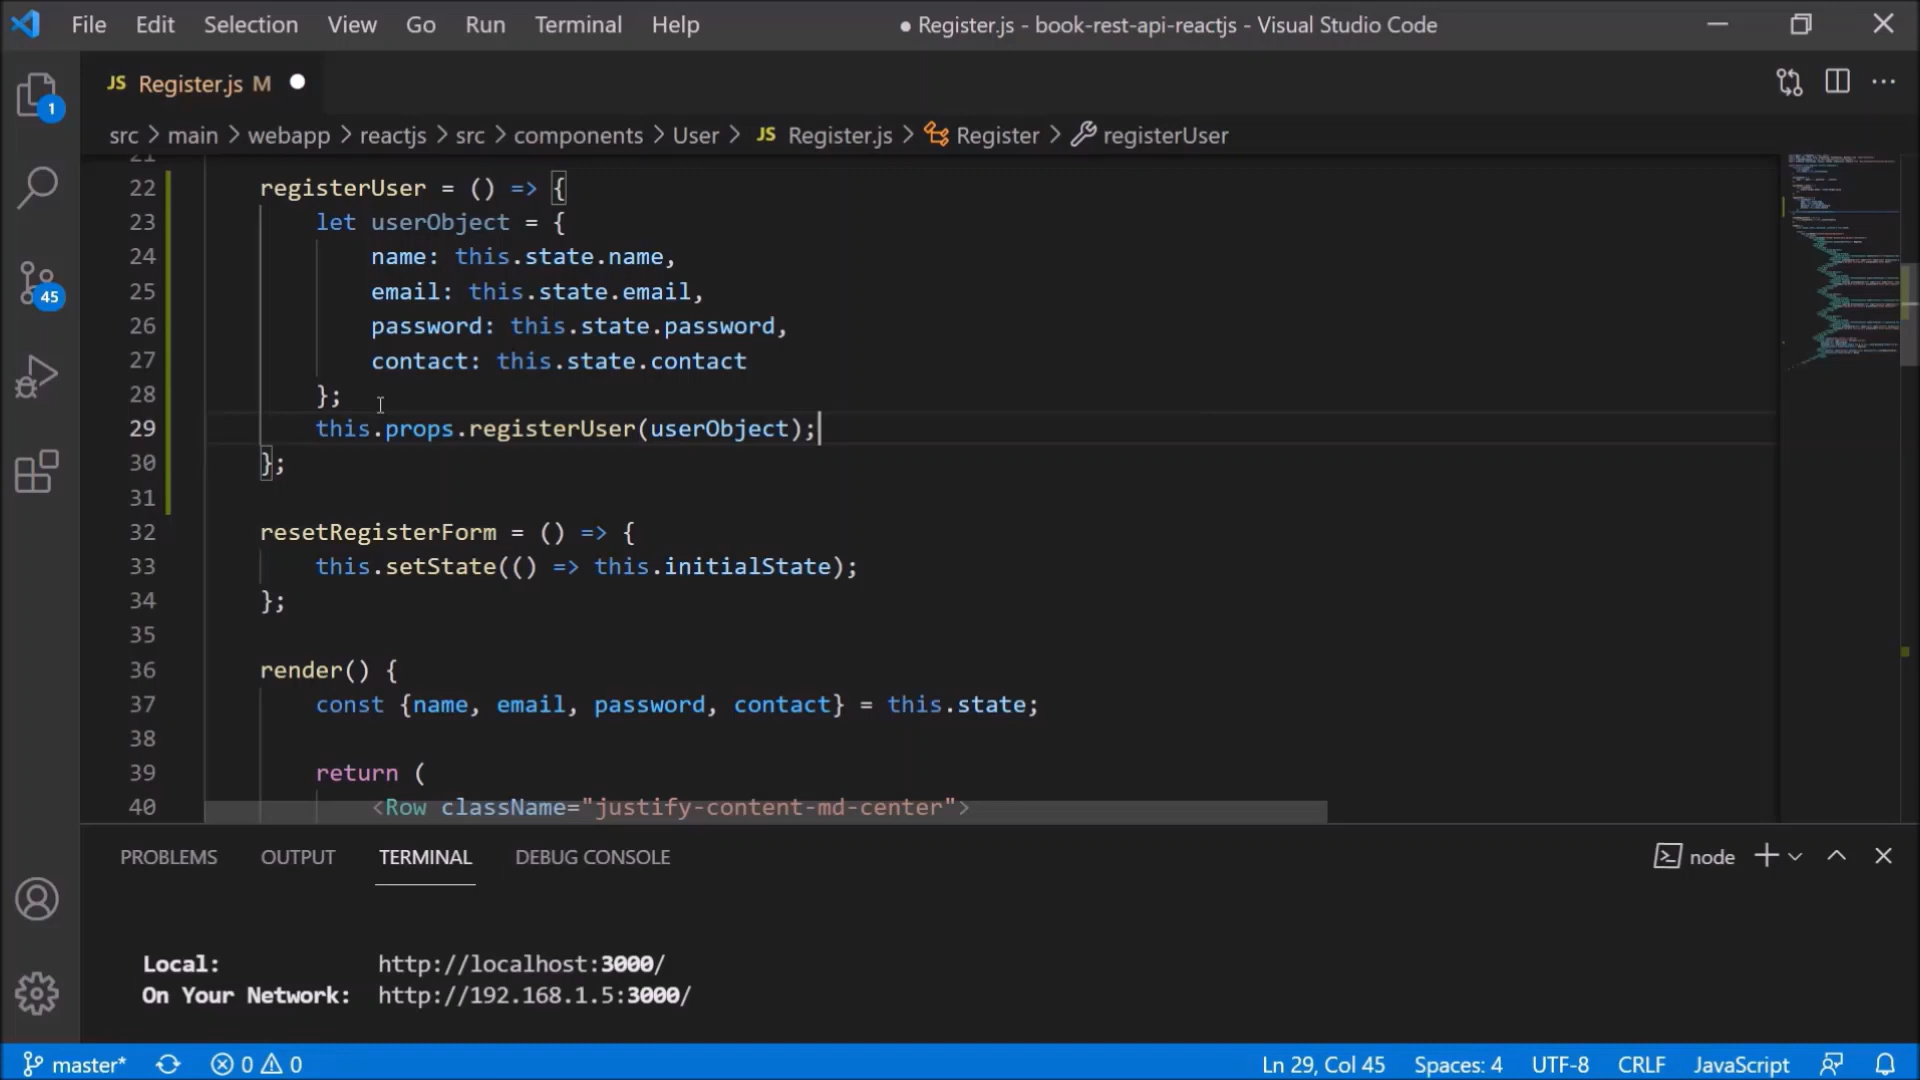 File Edit Selection View Go Run Terminal Help ● Register.js - book-rest-api-reactjs - Visual Studio Code
JS Register.js M
src > main > webapp > reactjs > src > components > User > JS Register.js > Register > registerUser
21
22 registerUser = () => {
23 let userObject = {
24 name: this.state.name,
25 email: this.state.email,
26 password: this.state.password,
27 contact: this.state.contact
28 };
29 this.props.registerUser(userObject);
30 };
31
32 resetRegisterForm = () => {
33 this.setState(() => this.initialState);
34 };
35
36 render() {
37 const {name, email, password, contact} = this.state;
38
39 return (
40 <Row className="justify-content-md-center">
1
45
PROBLEMS OUTPUT TERMINAL DEBUG CONSOLE node
Local: http://localhost:3000/
On Your Network: http://192.168.1.5:3000/
master* 0 0 Ln 29, Col 45 Spaces: 4 UTF-8 CRLF JavaScript